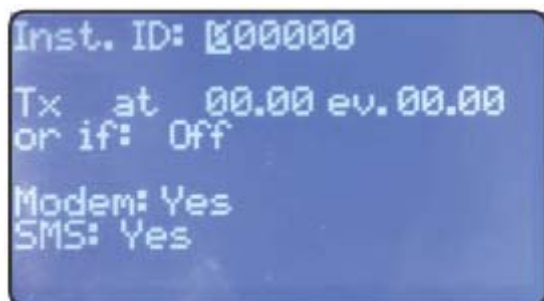 Inst. ID: 000000
Tx at 00.00 ev. 00.00
or if: Off
Modem: Yes
SMS: Yes